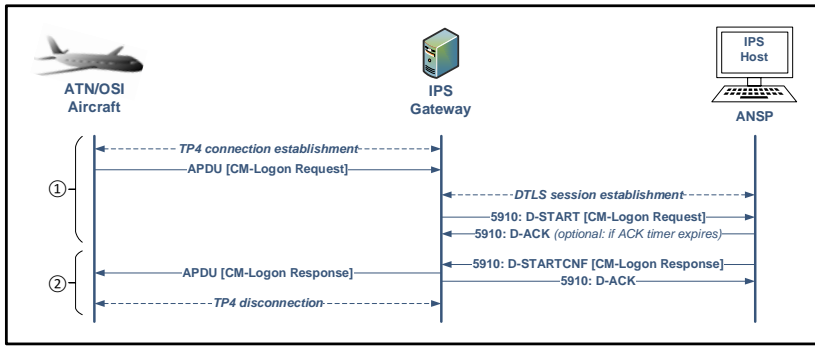 ATN/OSI
Aircraft
IPS
Gateway
IPS
Host
ANSP
①
TP4 connection establishment
APDU [CM-Logon Request]
DTLS session establishment
5910: D-START [CM-Logon Request]
5910: D-ACK (optional: if ACK timer expires)
②
5910: D-STARTCNF [CM-Logon Response]
APDU [CM-Logon Response]
5910: D-ACK
TP4 disconnection